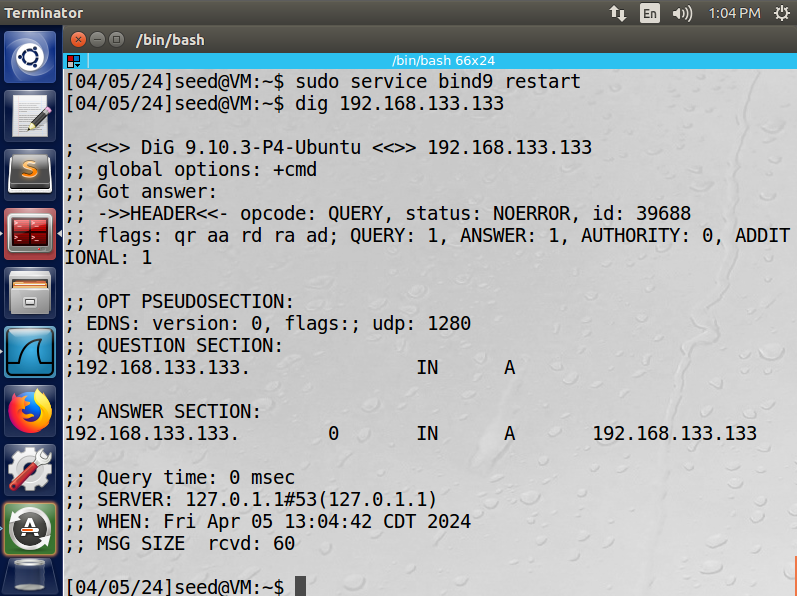 Terminator
En
1:04 PM
/bin/bash
/bin/bash 66x24
[04/05/24]seed@VM:~$ sudo service bind9 restart
[04/05/24]seed@VM:~$ dig 192.168.133.133
; <<>> DiG 9.10.3-P4-Ubuntu <<>> 192.168.133.133
;; global options: +cmd
;; Got answer:
;; ->>HEADER<<- opcode: QUERY, status: NOERROR, id: 39688
;; flags: qr aa rd ra ad; QUERY: 1, ANSWER: 1, AUTHORITY: 0, ADDIT
IONAL: 1
;; OPT PSEUDOSECTION:
; EDNS: version: 0, flags:; udp: 1280
;; QUESTION SECTION:
;192.168.133.133. IN A
;; ANSWER SECTION:
192.168.133.133. 0 IN A 192.168.133.133
;; Query time: 0 msec
;; SERVER: 127.0.1.1#53(127.0.1.1)
;; WHEN: Fri Apr 05 13:04:42 CDT 2024
;; MSG SIZE rcvd: 60
[04/05/24]seed@VM:~$